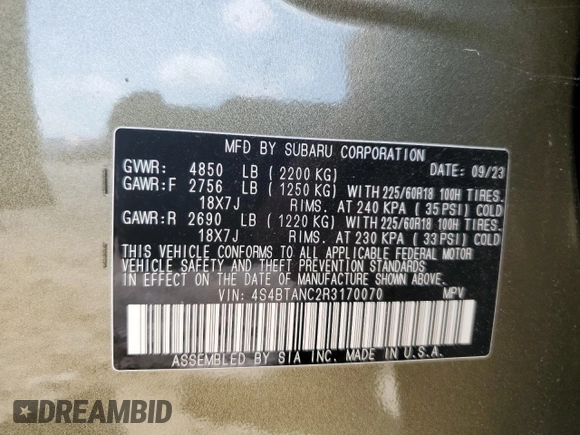 MFD BY SUBARU CORPORATION
GVWR: 4850 LB (2200 KG) DATE: 09/23
GAWR:F 2756 LB (1250 KG) WITH 225/60R18 100H TIRES.
18X7J RIMS. AT 240 KPA (35 PSI) COLD
GAWR:R 2690 LB (1220 KG) WITH 225/60R18 100H TIRES.
18X7J RIMS. AT 230 KPA (33 PSI) COLD
THIS VEHICLE CONFORMS TO ALL APPLICABLE FEDERAL MOTOR
VEHICLE SAFETY AND THEFT PREVENTION STANDARDS
IN EFFECT ON THE DATE OF MANUFACTURE SHOWN ABOVE.
VIN: 4S4BTANC2R3170070 MPV
ASSEMBLED BY SIA INC. MADE IN U.S.A.
DREAMBID